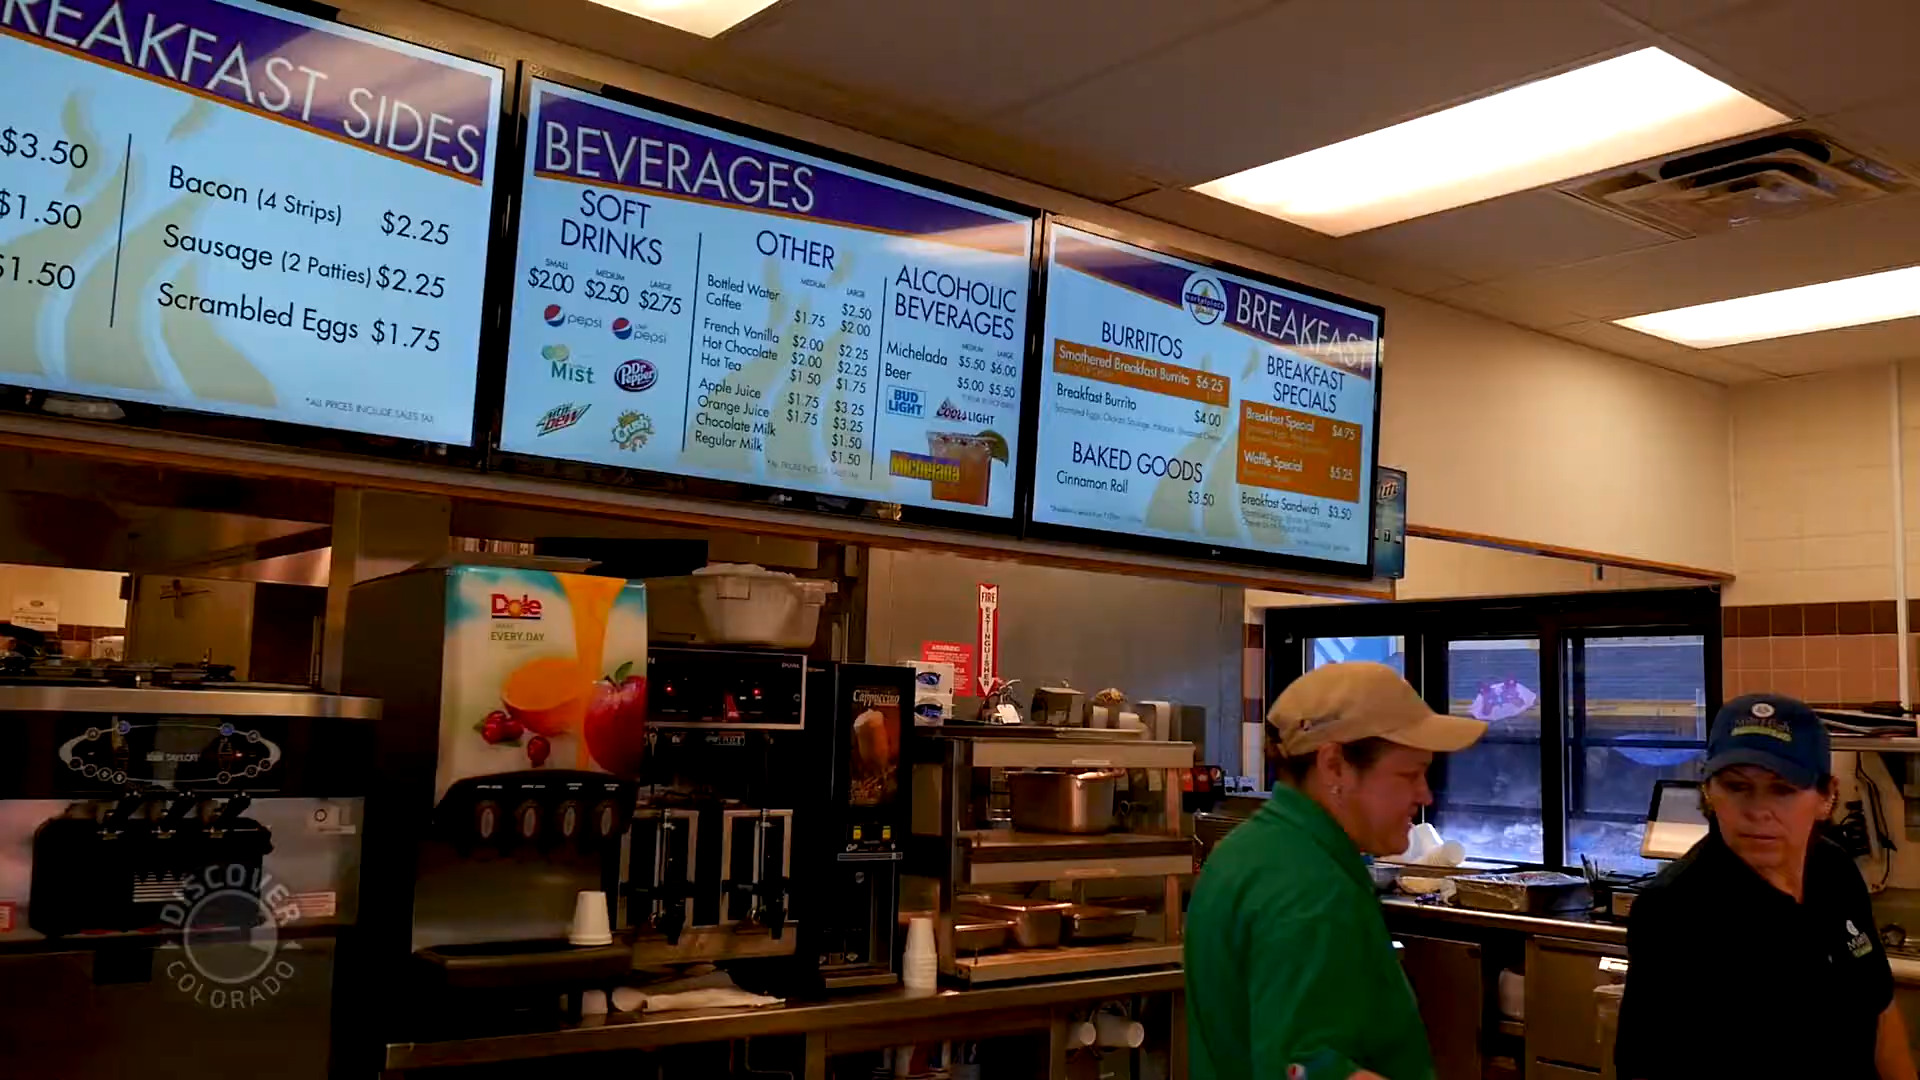 REAKFAST SIDES
$3.50
$1.50
$1.50
Bacon (4 Strips) $2.25
Sausage (2 Patties) $2.25
Scrambled Eggs $1.75
*ALL PRICES INCLUDE SALES TAX
BEVERAGES
SOFT
DRINKS
SMALL MEDIUM LARGE
$2.00 $2.50 $2.75
pepsi
pepsi
Mist
Dr Pepper
Mtn Dew
Crush
OTHER
MEDIUM LARGE
Bottled Water $2.50
Coffee $1.75 $2.00
French Vanilla $2.00 $2.25
Hot Chocolate $2.00 $2.25
Hot Tea $1.50 $1.75
Apple Juice $1.75 $3.25
Orange Juice $1.75 $3.25
Chocolate Milk $1.50
Regular Milk $1.50
ALCOHOLIC
BEVERAGES
MEDIUM LARGE
Michelada $5.50 $6.00
Beer $5.00 $5.50
BUD
LIGHT
Coors LIGHT
Michelada
BREAKFAST
BURRITOS
Smothered Breakfast Burrito $6.25
Breakfast Burrito $4.00
BAKED GOODS
Cinnamon Roll $3.50
BREAKFAST
SPECIALS
Breakfast Special $4.75
Waffle Special $5.25
Breakfast Sandwich $3.50
Dole
EVERY DAY
Cappuccino
FIRE
EXTINGUISHER
DISCOVER
COLORADO